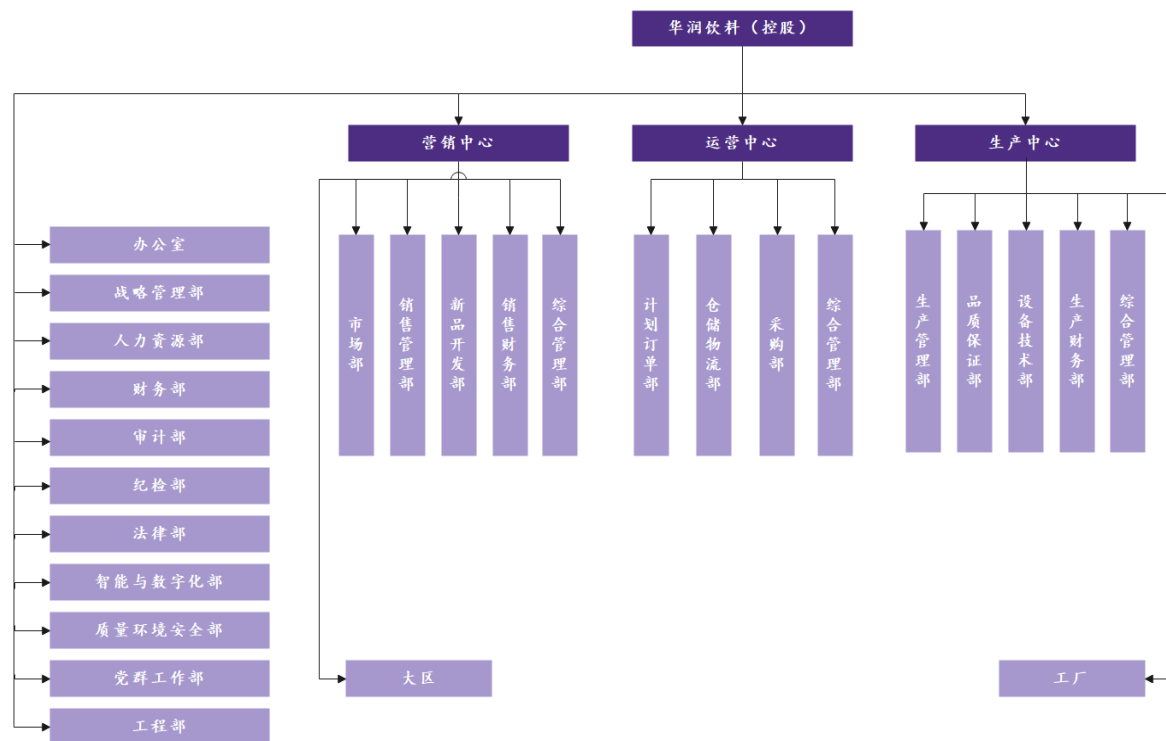 华润饮料（控股）
营销中心
运营中心
生产中心
办公室
战略管理部
人力資源部
财务部
审计部
纪检部
法律部
智能与数字化部
质量环境安全部
党群工作部
工程部
市场部
销售管理部
新品开发部
销售财务部
综合管理部
计划订单部
仓储物流部
采购部
综合管理部
生产管理部
品质保证部
设备技术部
生产财务部
综合管理部
大区
工厂